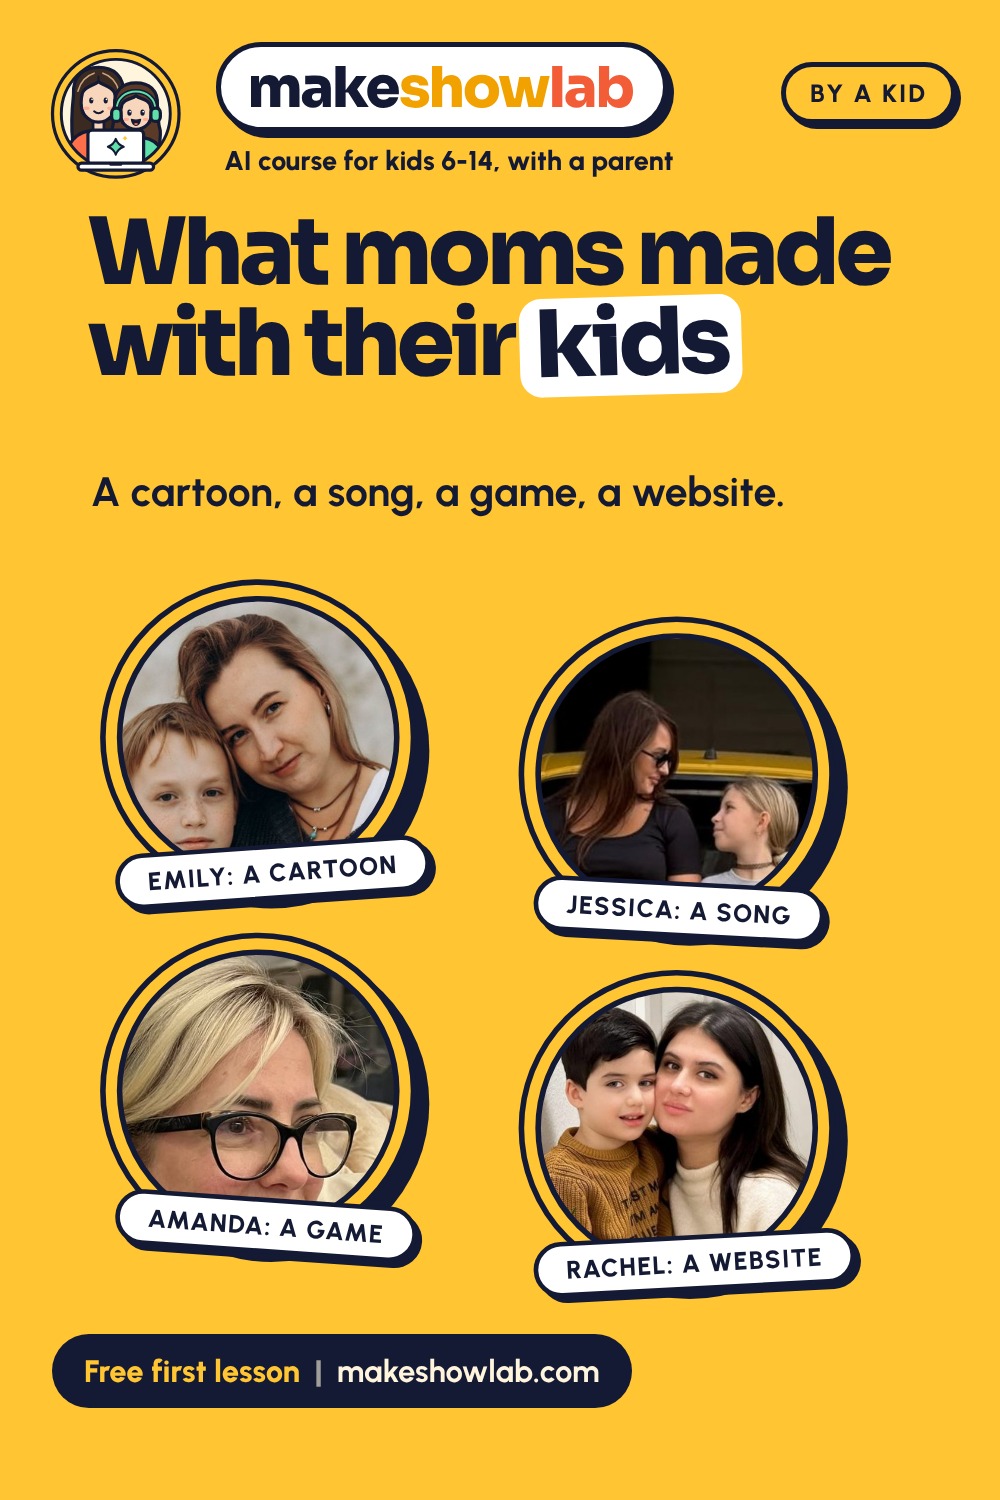 makeshowlab
BY A KID
AI course for kids 6-14, with a parent
What moms made
with their kids
A cartoon, a song, a game, a website.
EMILY: A CARTOON
JESSICA: A SONG
AMANDA: A GAME
RACHEL: A WEBSITE
Free first lesson | makeshowlab.com